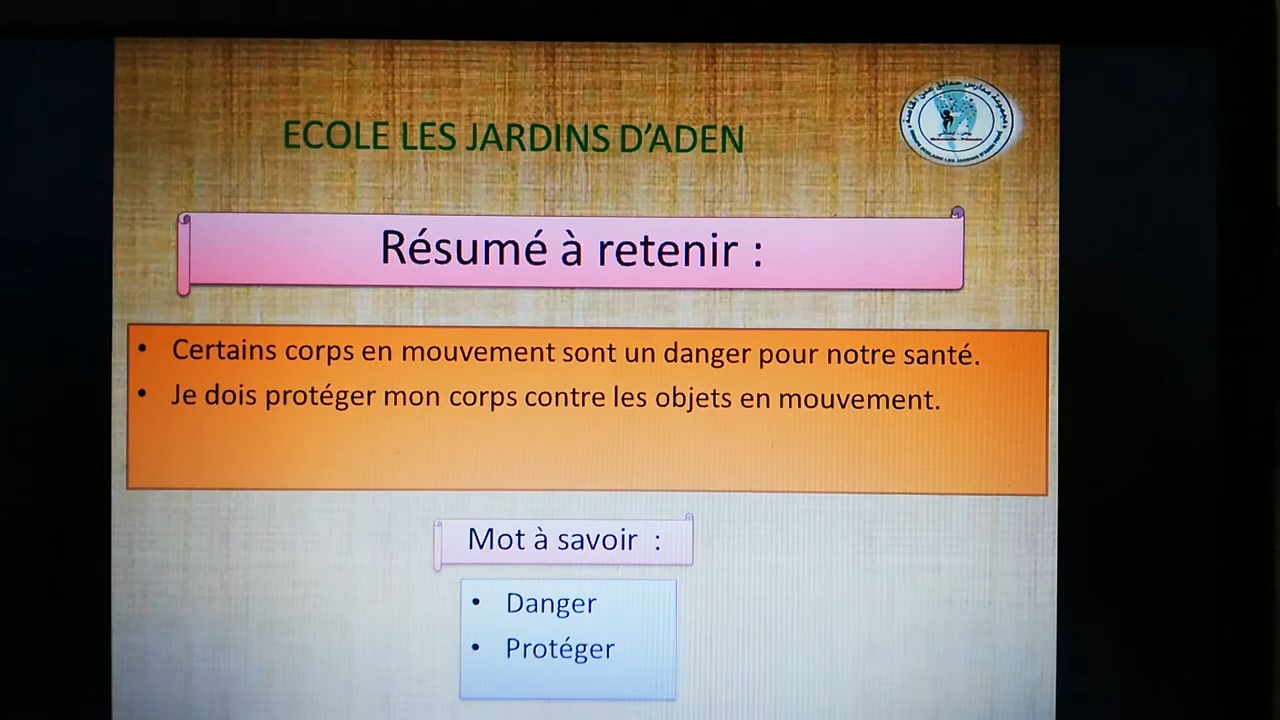 ECOLE LES JARDINS D'ADEN
Résumé à retenir :
• Certains corps en mouvement sont un danger pour notre santé.
• Je dois protéger mon corps contre les objets en mouvement.
Mot à savoir :
• Danger
• Protéger